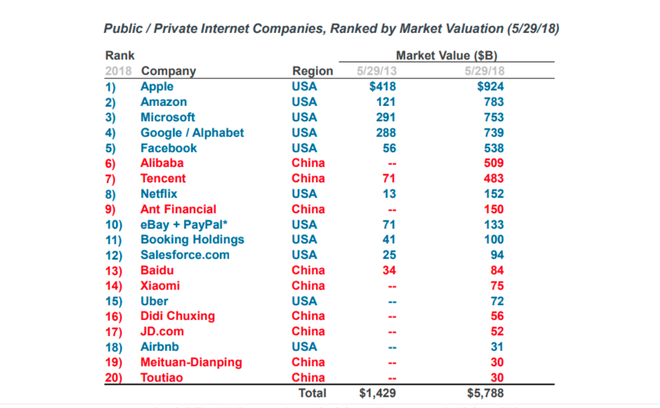 Public / Private Internet Companies, Ranked by Market Valuation (5/29/18)
Rank Market Value ($B)
2018 Company Region 5/29/13 5/29/18
1) Apple USA $418 $924
2) Amazon USA 121 783
3) Microsoft USA 291 753
4) Google / Alphabet USA 288 739
5) Facebook USA 56 538
6) Alibaba China -- 509
7) Tencent China 71 483
8) Netflix USA 13 152
9) Ant Financial China -- 150
10) eBay + PayPal* USA 71 133
11) Booking Holdings USA 41 100
12) Salesforce.com USA 25 94
13) Baidu China 34 84
14) Xiaomi China -- 75
15) Uber USA -- 72
16) Didi Chuxing China -- 56
17) JD.com China -- 52
18) Airbnb USA -- 31
19) Meituan-Dianping China -- 30
20) Toutiao China -- 30
Total $1,429 $5,788